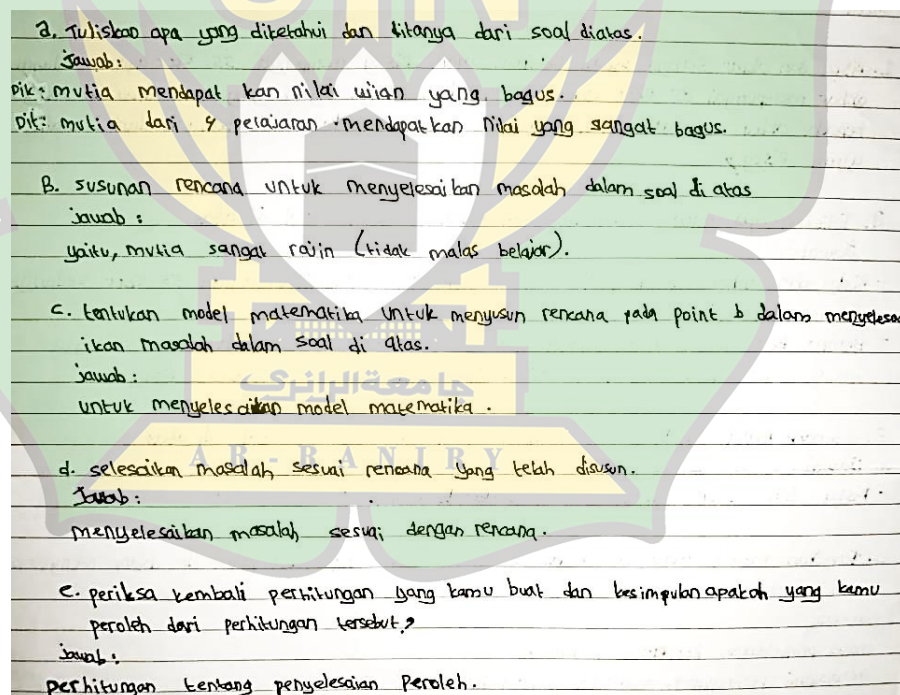 a. Tuliskan apa yang diketahui dan ditanya dari soal diatas.
Jawab:
Dik: mutia mendapat kan nilai ujian yang bagus.
Dit: mutia dari 4 pelajaran mendapatkan nilai yang sangat bagus.
B. susunan rencana untuk menyelesaikan masalah dalam soal di atas
jawab :
yaitu, mutia sangat rajin (tidak malas belajar).
c. tentukan model matematika untuk menyusun rencana pada point b dalam menyelesa
ikan masalah dalam soal di atas.
jawab :
جامعة الرانري
untuk menyelesaikan model matematika.
AR-RANIRY
d. selesaikan masalah sesuai rencana yang telah disusun.
Jawab :
menyelesaikan masalah sesuai dengan rencana.
e. periksa kembali perhitungan yang kamu buat dan kesimpulan apakah yang kamu
peroleh dari perhitungan tersebut?
jawab :
perhitungan tentang penyelesaian peroleh.